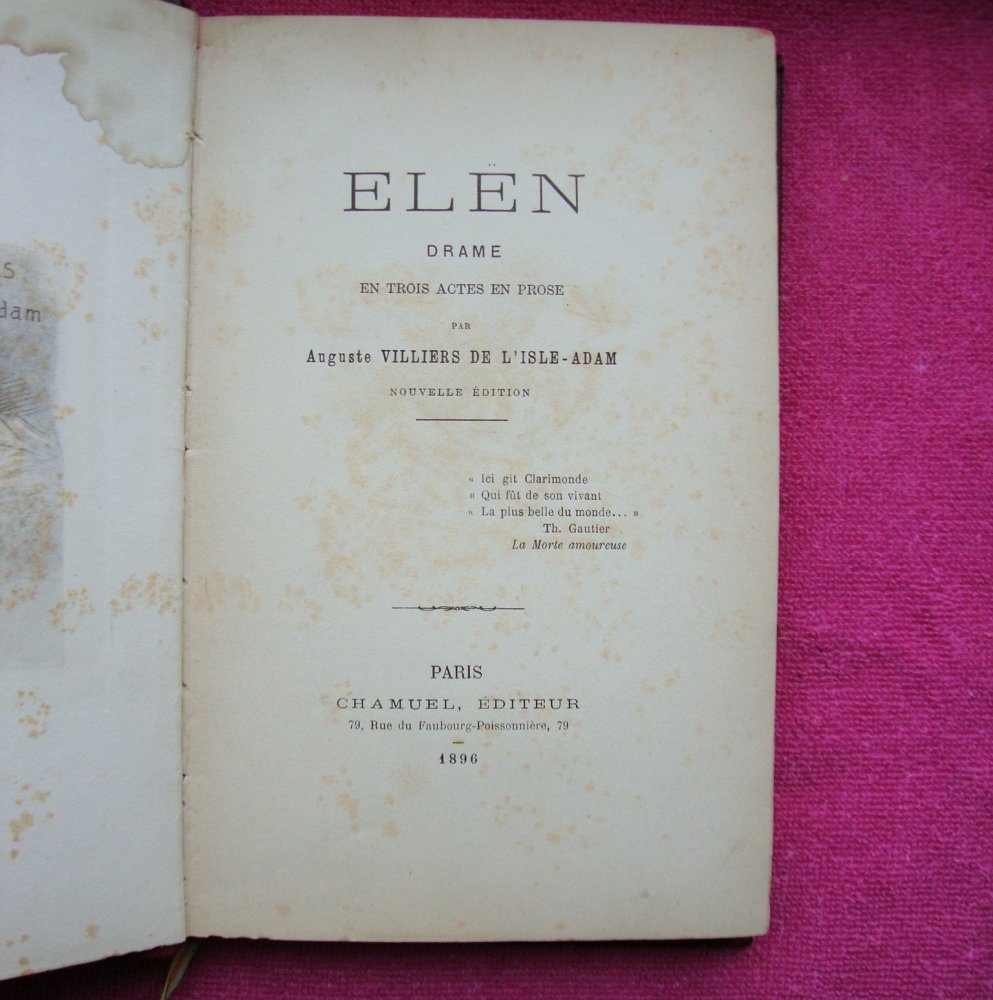 s
dam
ELËN
DRAME
EN TROIS ACTES EN PROSE
PAR
Auguste VILLIERS DE L'ISLE-ADAM
NOUVELLE ÉDITION
« Ici git Clarimonde
« Qui fût de son vivant
« La plus belle du monde... »
Th. Gautier
La Morte amoureuse
PARIS
CHAMUEL, ÉDITEUR
79, Rue du Faubourg-Poissonnière, 79
1896